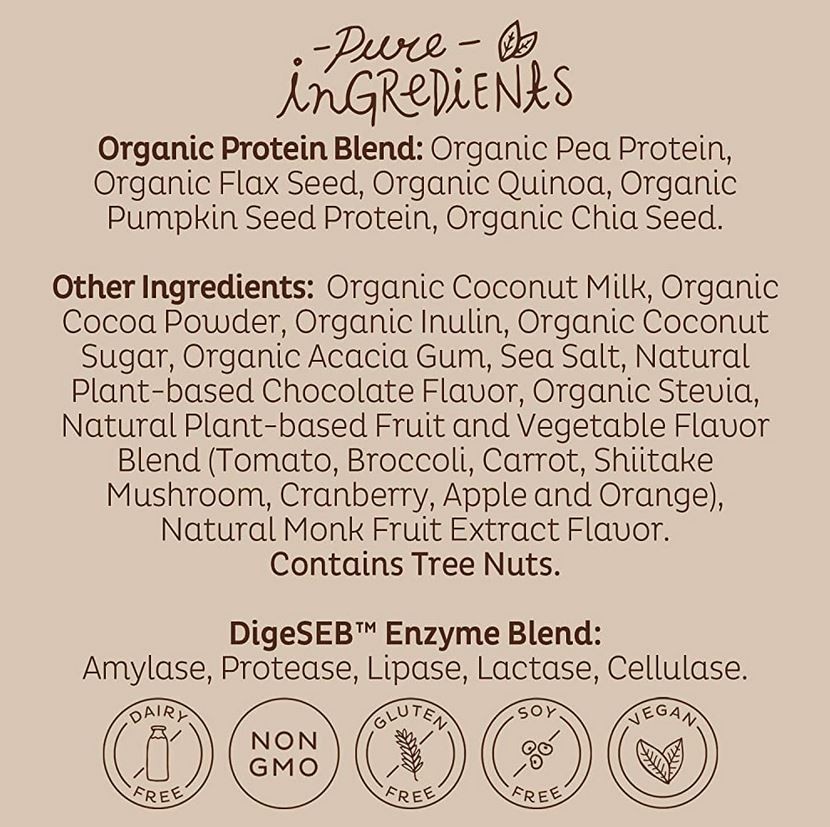 -Pure-
inGReDiENts
Organic Protein Blend: Organic Pea Protein,
Organic Flax Seed, Organic Quinoa, Organic
Pumpkin Seed Protein, Organic Chia Seed.
Other Ingredients: Organic Coconut Milk, Organic
Cocoa Powder, Organic Inulin, Organic Coconut
Sugar, Organic Acacia Gum, Sea Salt, Natural
Plant-based Chocolate Flavor, Organic Stevia,
Natural Plant-based Fruit and Vegetable Flavor
Blend (Tomato, Broccoli, Carrot, Shiitake
Mushroom, Cranberry, Apple and Orange),
Natural Monk Fruit Extract Flavor.
Contains Tree Nuts.
DigeSEB™ Enzyme Blend:
Amylase, Protease, Lipase, Lactase, Cellulase.
DAIRY
FREE
NON
GMO
GLUTEN
FREE
SOY
FREE
VEGAN